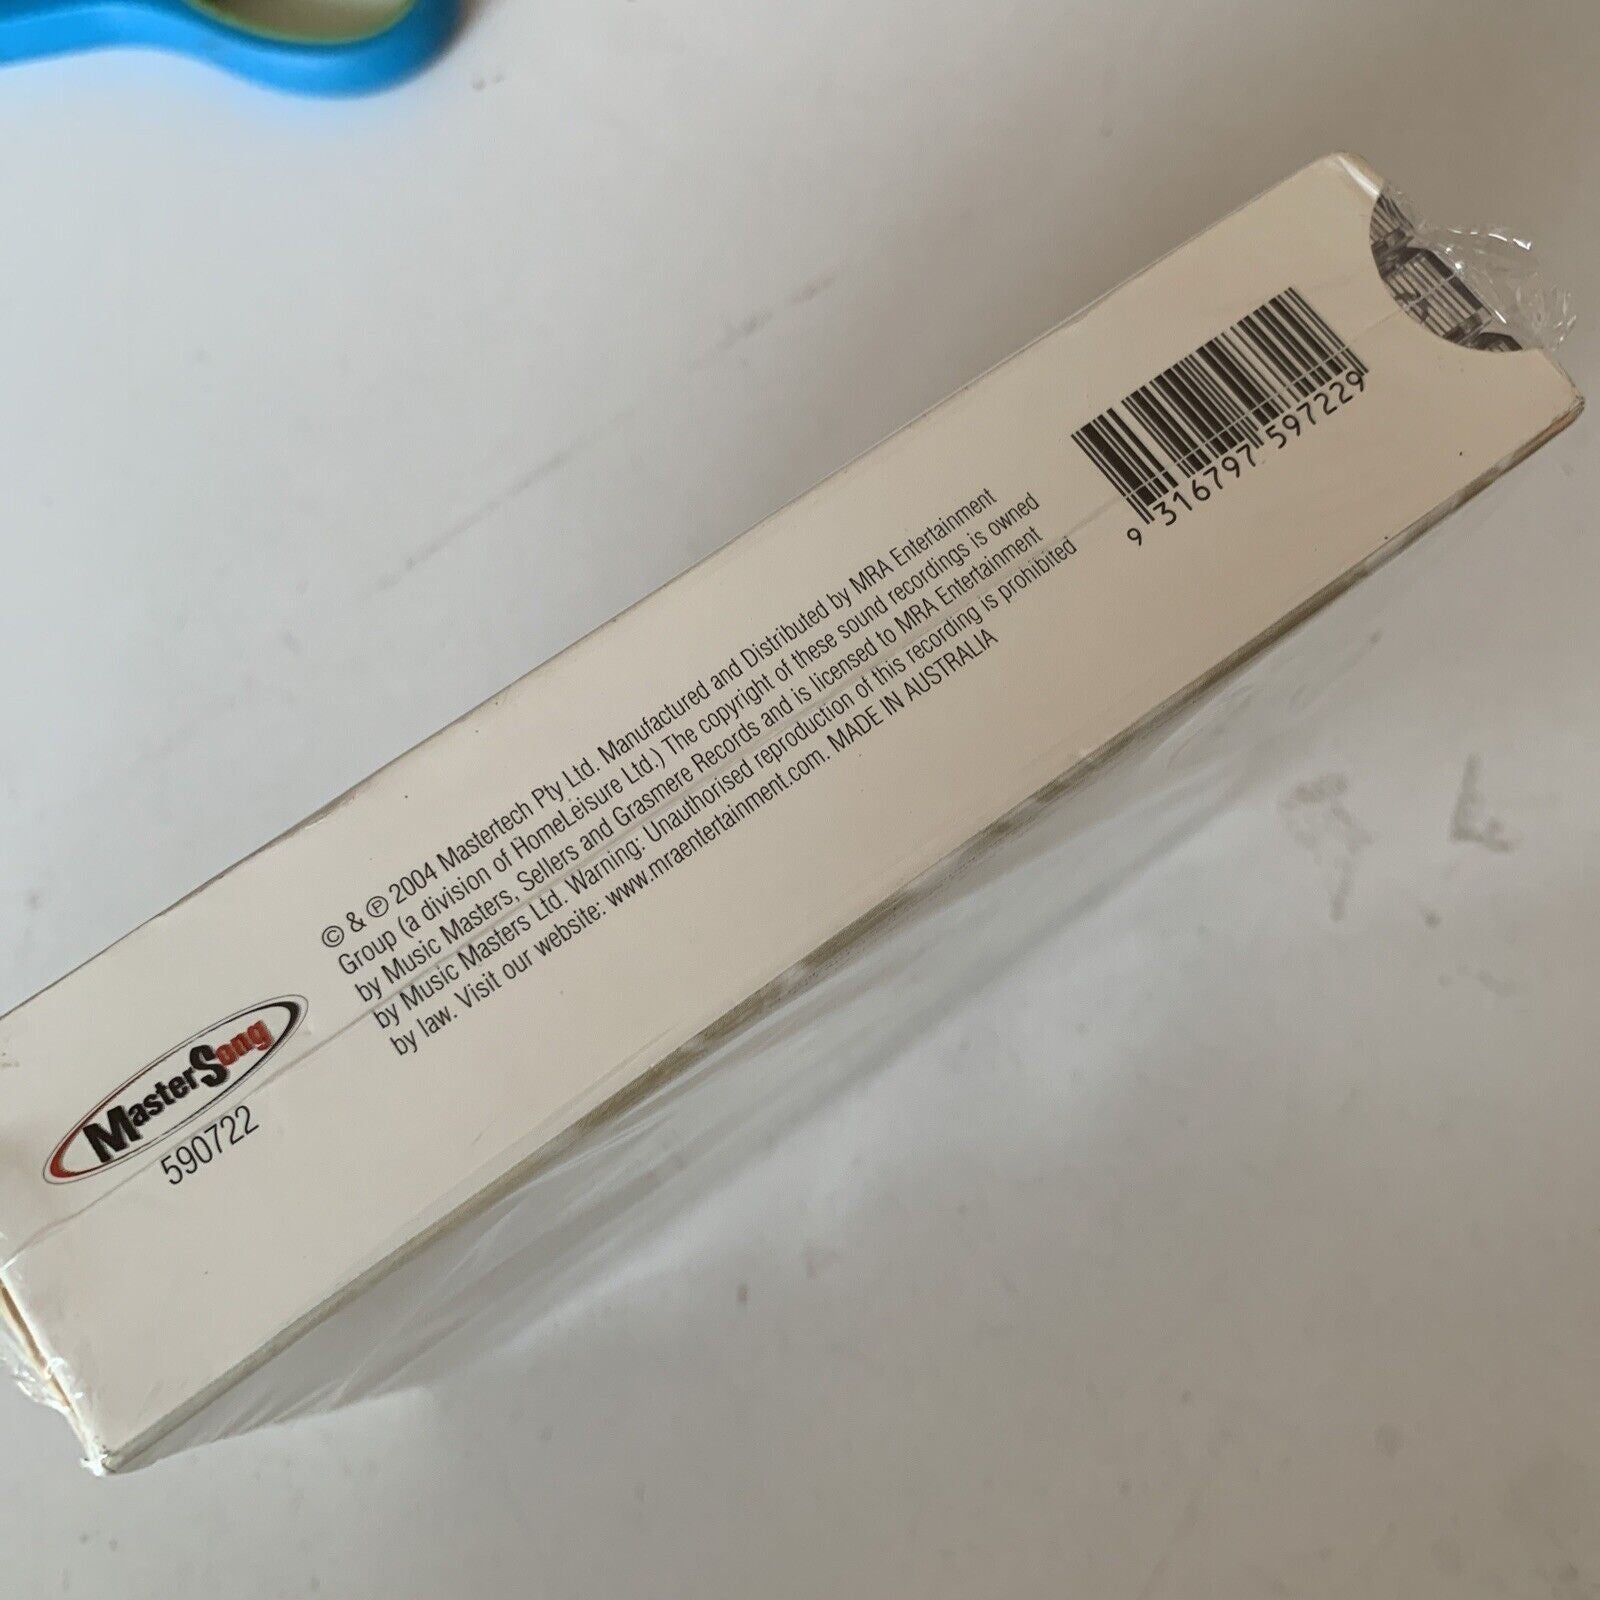 MasterSong
590722
© & ℗ 2004 Mastertech Pty Ltd. Manufactured and Distributed by MRA Entertainment
Group (a division of HomeLeisure Ltd.) The copyright of these sound recordings is owned
by Music Masters, Sellers and Grasmere Records and is licensed to MRA Entertainment
by Music Masters Ltd. Warning: Unauthorised reproduction of this recording is prohibited
by law. Visit our website: www.mraentertainment.com. MADE IN AUSTRALIA
9 316797 597229